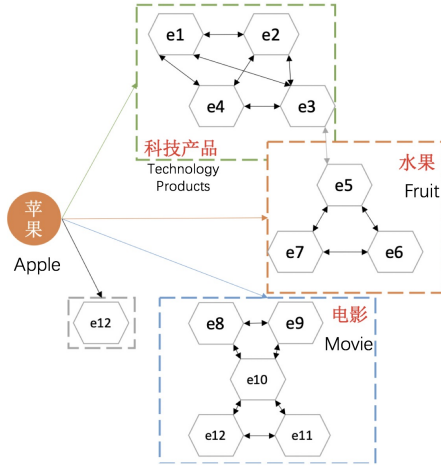 e1
e2
e4
e3
科技产品
Technology
Products
水果
Fruit
e5
e7
e6
苹
果
Apple
e12
电影
Movie
e8
e9
e10
e12
e11